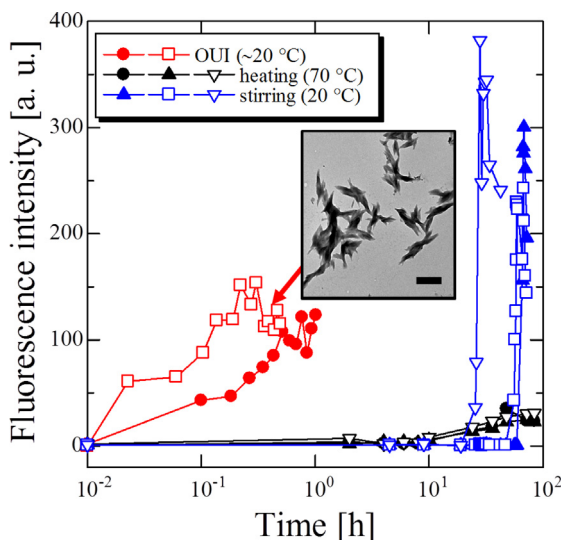 400
300
200
100
0
Fluorescence intensity [a. u.]
OUI (~20 °C)
heating (70 °C)
stirring (20 °C)
10-2
10-1
100
101
102
Time [h]